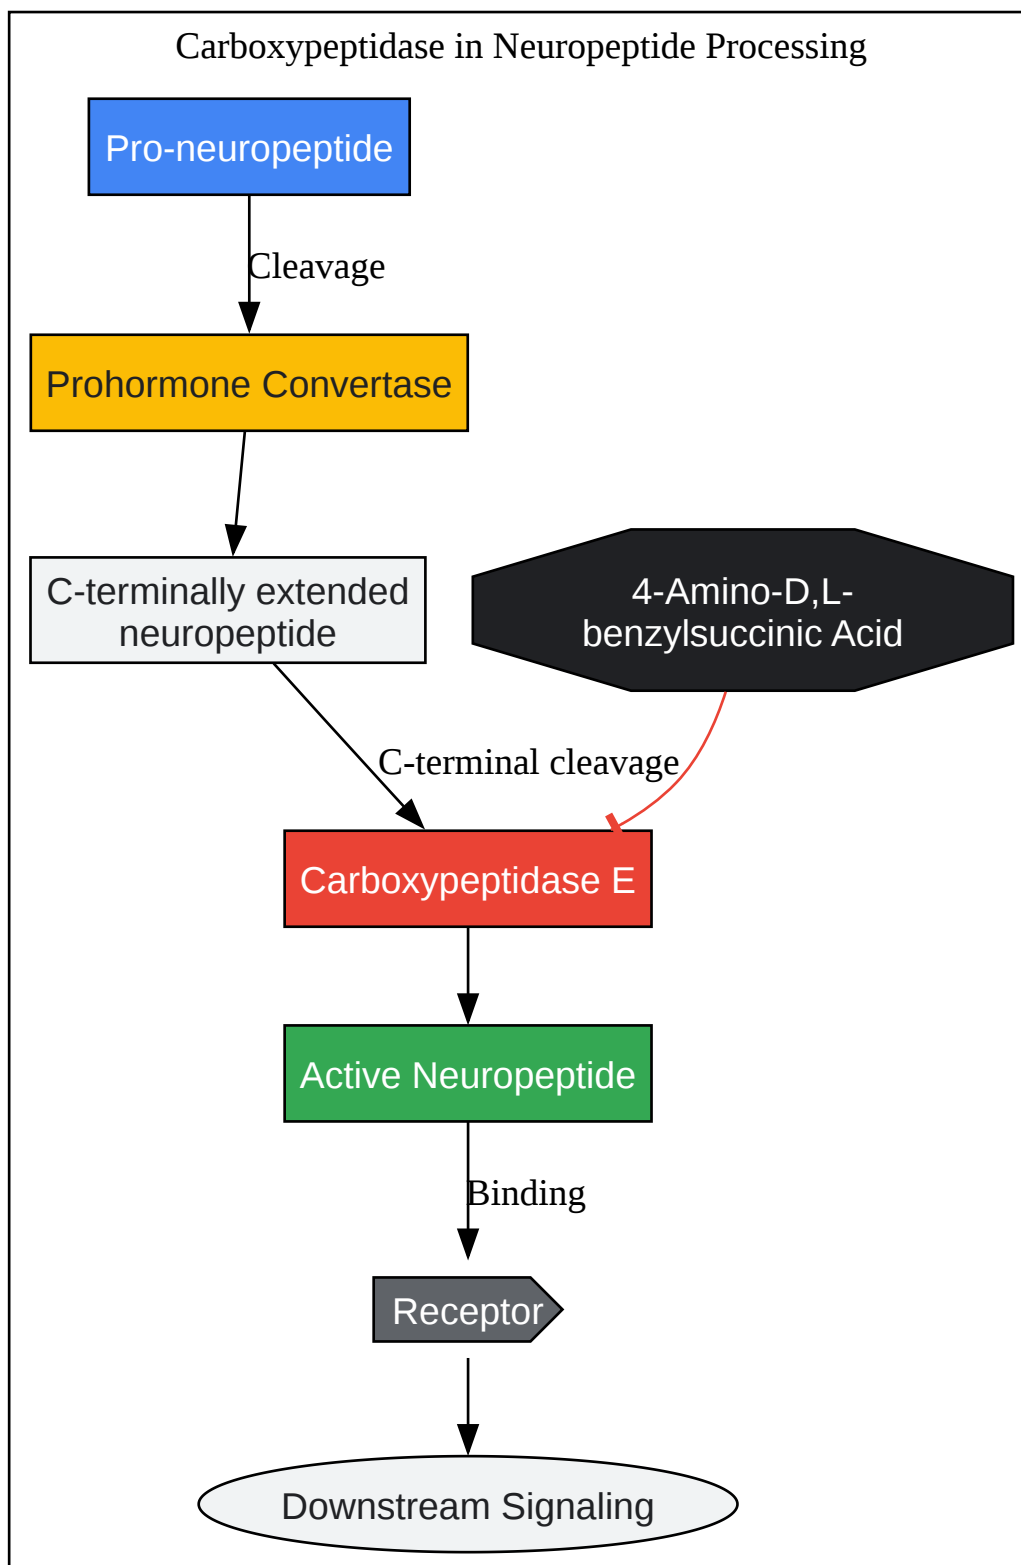 Carboxypeptidase in Neuropeptide Processing
Pro-neuropeptide
Cleavage
Prohormone Convertase
C-terminally extended
neuropeptide
4-Amino-D,L-
benzylsuccinic Acid
C-terminal cleavage
Carboxypeptidase E
Active Neuropeptide
Binding
Receptor
Downstream Signaling